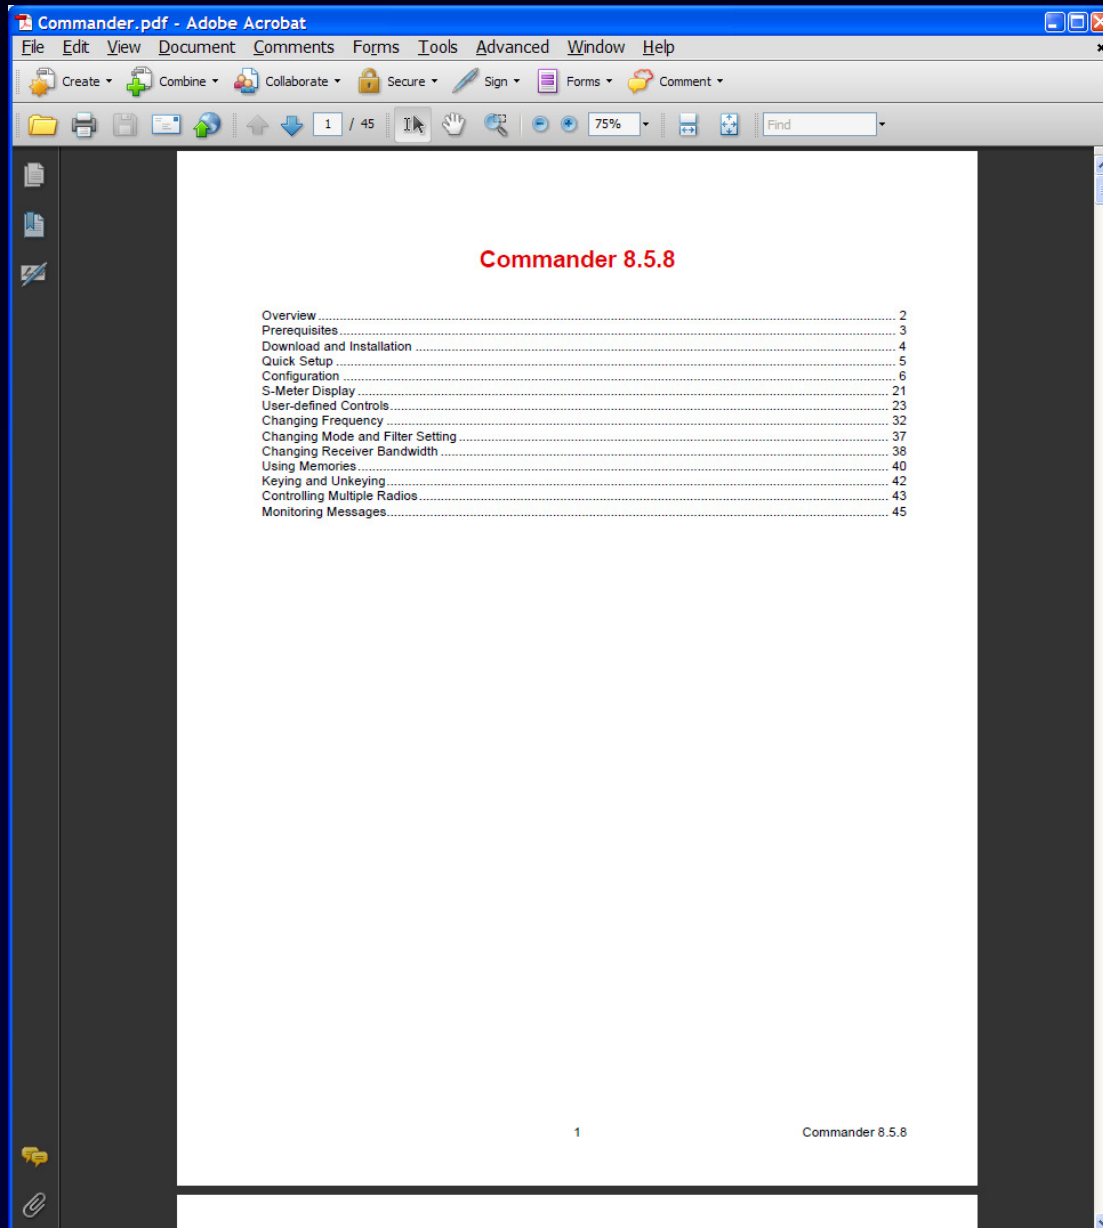 Commander.pdf - Adobe Acrobat
File Edit View Document Comments Forms Tools Advanced Window Help
Create Combine Collaborate Secure Sign Forms Comment
1 / 45 75% Find
Commander 8.5.8
Overview ........ 2
Prerequisites ........ 3
Download and Installation ........ 4
Quick Setup ........ 5
Configuration ........ 6
S-Meter Display ........ 21
User-defined Controls ........ 23
Changing Frequency ........ 32
Changing Mode and Filter Setting ........ 37
Changing Receiver Bandwidth ........ 38
Using Memories ........ 40
Keying and Unkeying ........ 42
Controlling Multiple Radios ........ 43
Monitoring Messages ........ 45
1 Commander 8.5.8